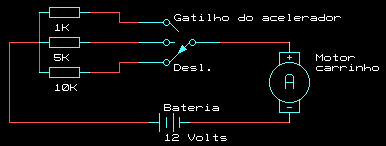 Gatilho do acelerador
1K
5K
Desl.
10K
Motor
carrinho
+
A
-
Bateria
12 Volts